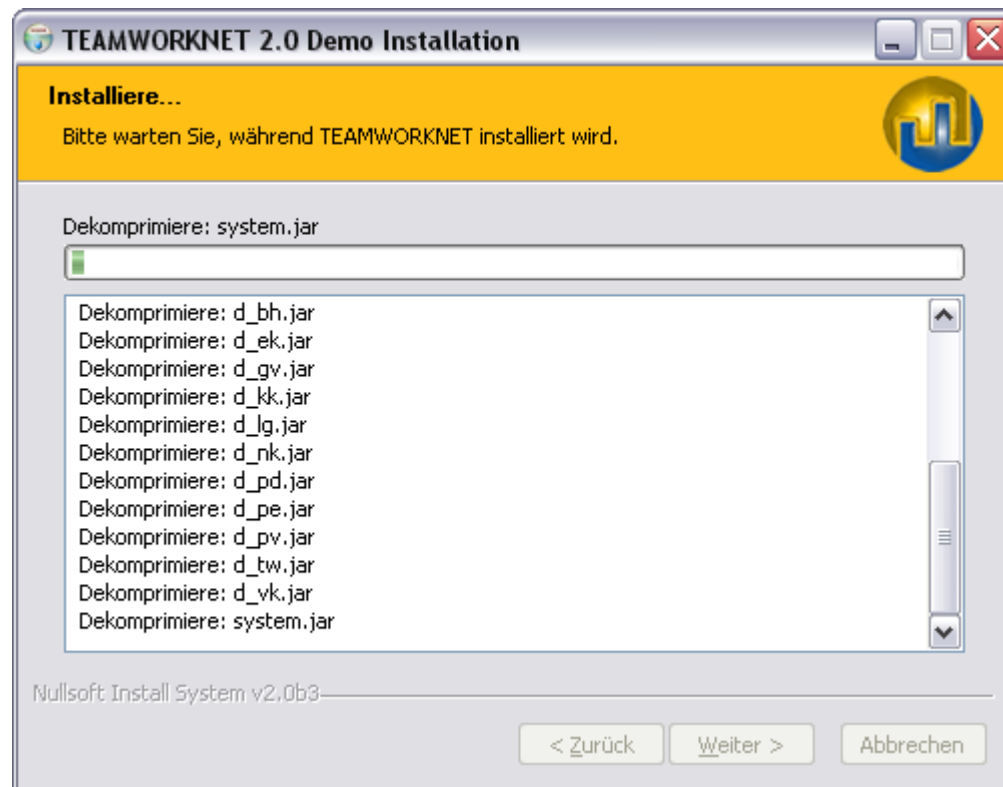 TEAMWORKNET 2.0 Demo Installation
Installiere...
Bitte warten Sie, während TEAMWORKNET installiert wird.
Dekomprimiere: system.jar
Dekomprimiere: d_bh.jar
Dekomprimiere: d_ek.jar
Dekomprimiere: d_gv.jar
Dekomprimiere: d_kk.jar
Dekomprimiere: d_lg.jar
Dekomprimiere: d_nk.jar
Dekomprimiere: d_pd.jar
Dekomprimiere: d_pe.jar
Dekomprimiere: d_pv.jar
Dekomprimiere: d_tw.jar
Dekomprimiere: d_vk.jar
Dekomprimiere: system.jar
Nullsoft Install System v2.0b3
< Zurück Weiter > Abbrechen